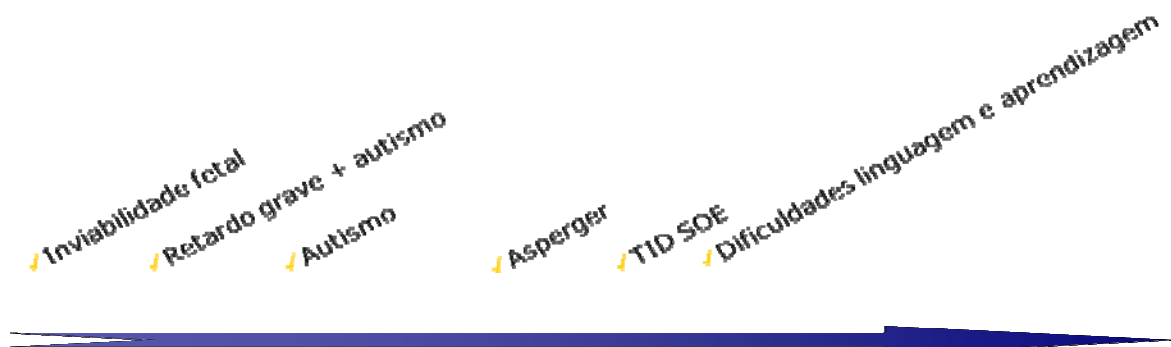 Inviabilidade fetal
Retardo grave + autismo
Autismo
Asperger
TID SOE
Dificuldades linguagem e aprendizagem